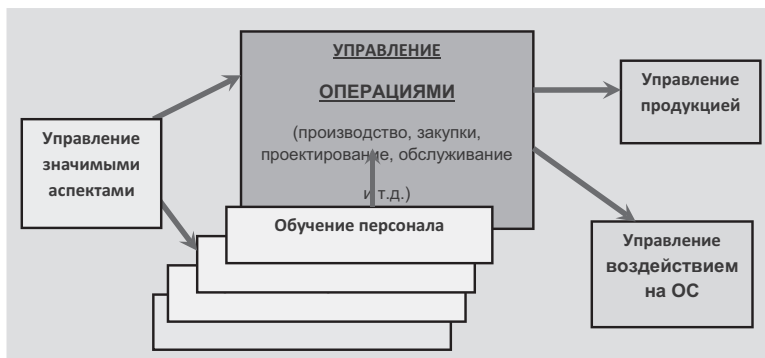 УПРАВЛЕНИЕ
ОПЕРАЦИЯМИ
(производство, закупки,
проектирование, обслуживание
и т.д.)
Управление
значимыми
аспектами
Обучение персонала
Управление
продукцией
Управление
воздействием
на ОС